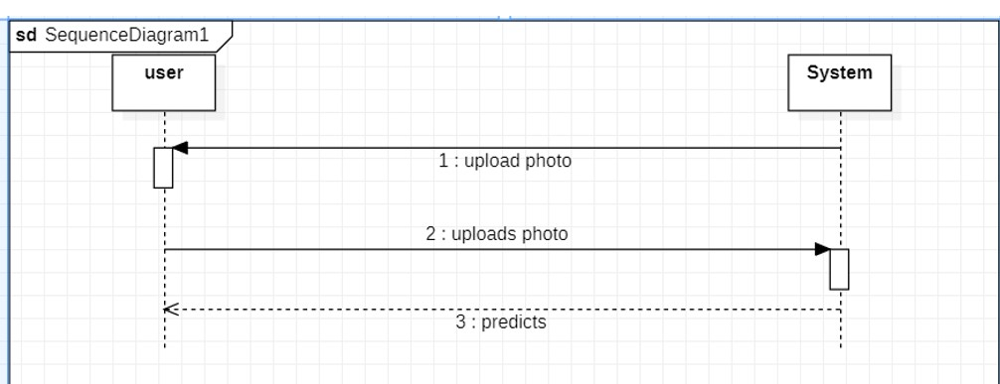 sd SequenceDiagram1
user
System
1 : upload photo
2 : uploads photo
3 : predicts